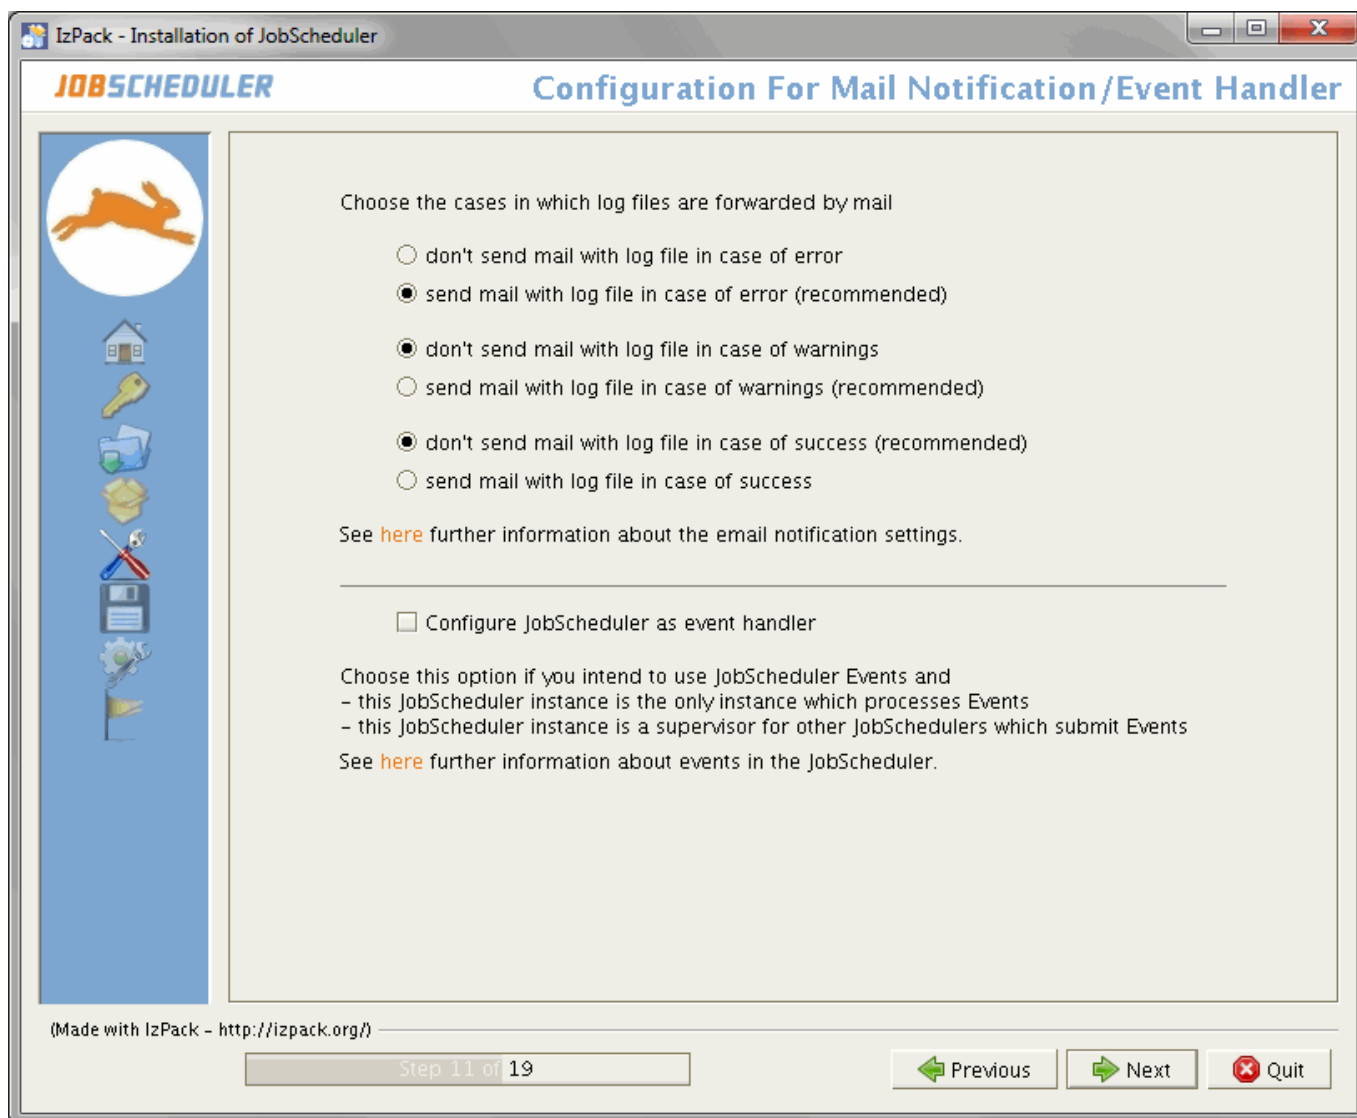 IzPack - Installation of JobScheduler
JOBSCHEDULER
Configuration For Mail Notification/Event Handler
Choose the cases in which log files are forwarded by mail
don't send mail with log file in case of error
send mail with log file in case of error (recommended)
don't send mail with log file in case of warnings
send mail with log file in case of warnings (recommended)
don't send mail with log file in case of success (recommended)
send mail with log file in case of success
See here further information about the email notification settings.
Configure JobScheduler as event handler
Choose this option if you intend to use JobScheduler Events and
- this JobScheduler instance is the only instance which processes Events
- this JobScheduler instance is a supervisor for other JobSchedulers which submit Events
See here further information about events in the JobScheduler.
(Made with IzPack - http://izpack.org/)
Step 11 of 19
Previous
Next
Quit